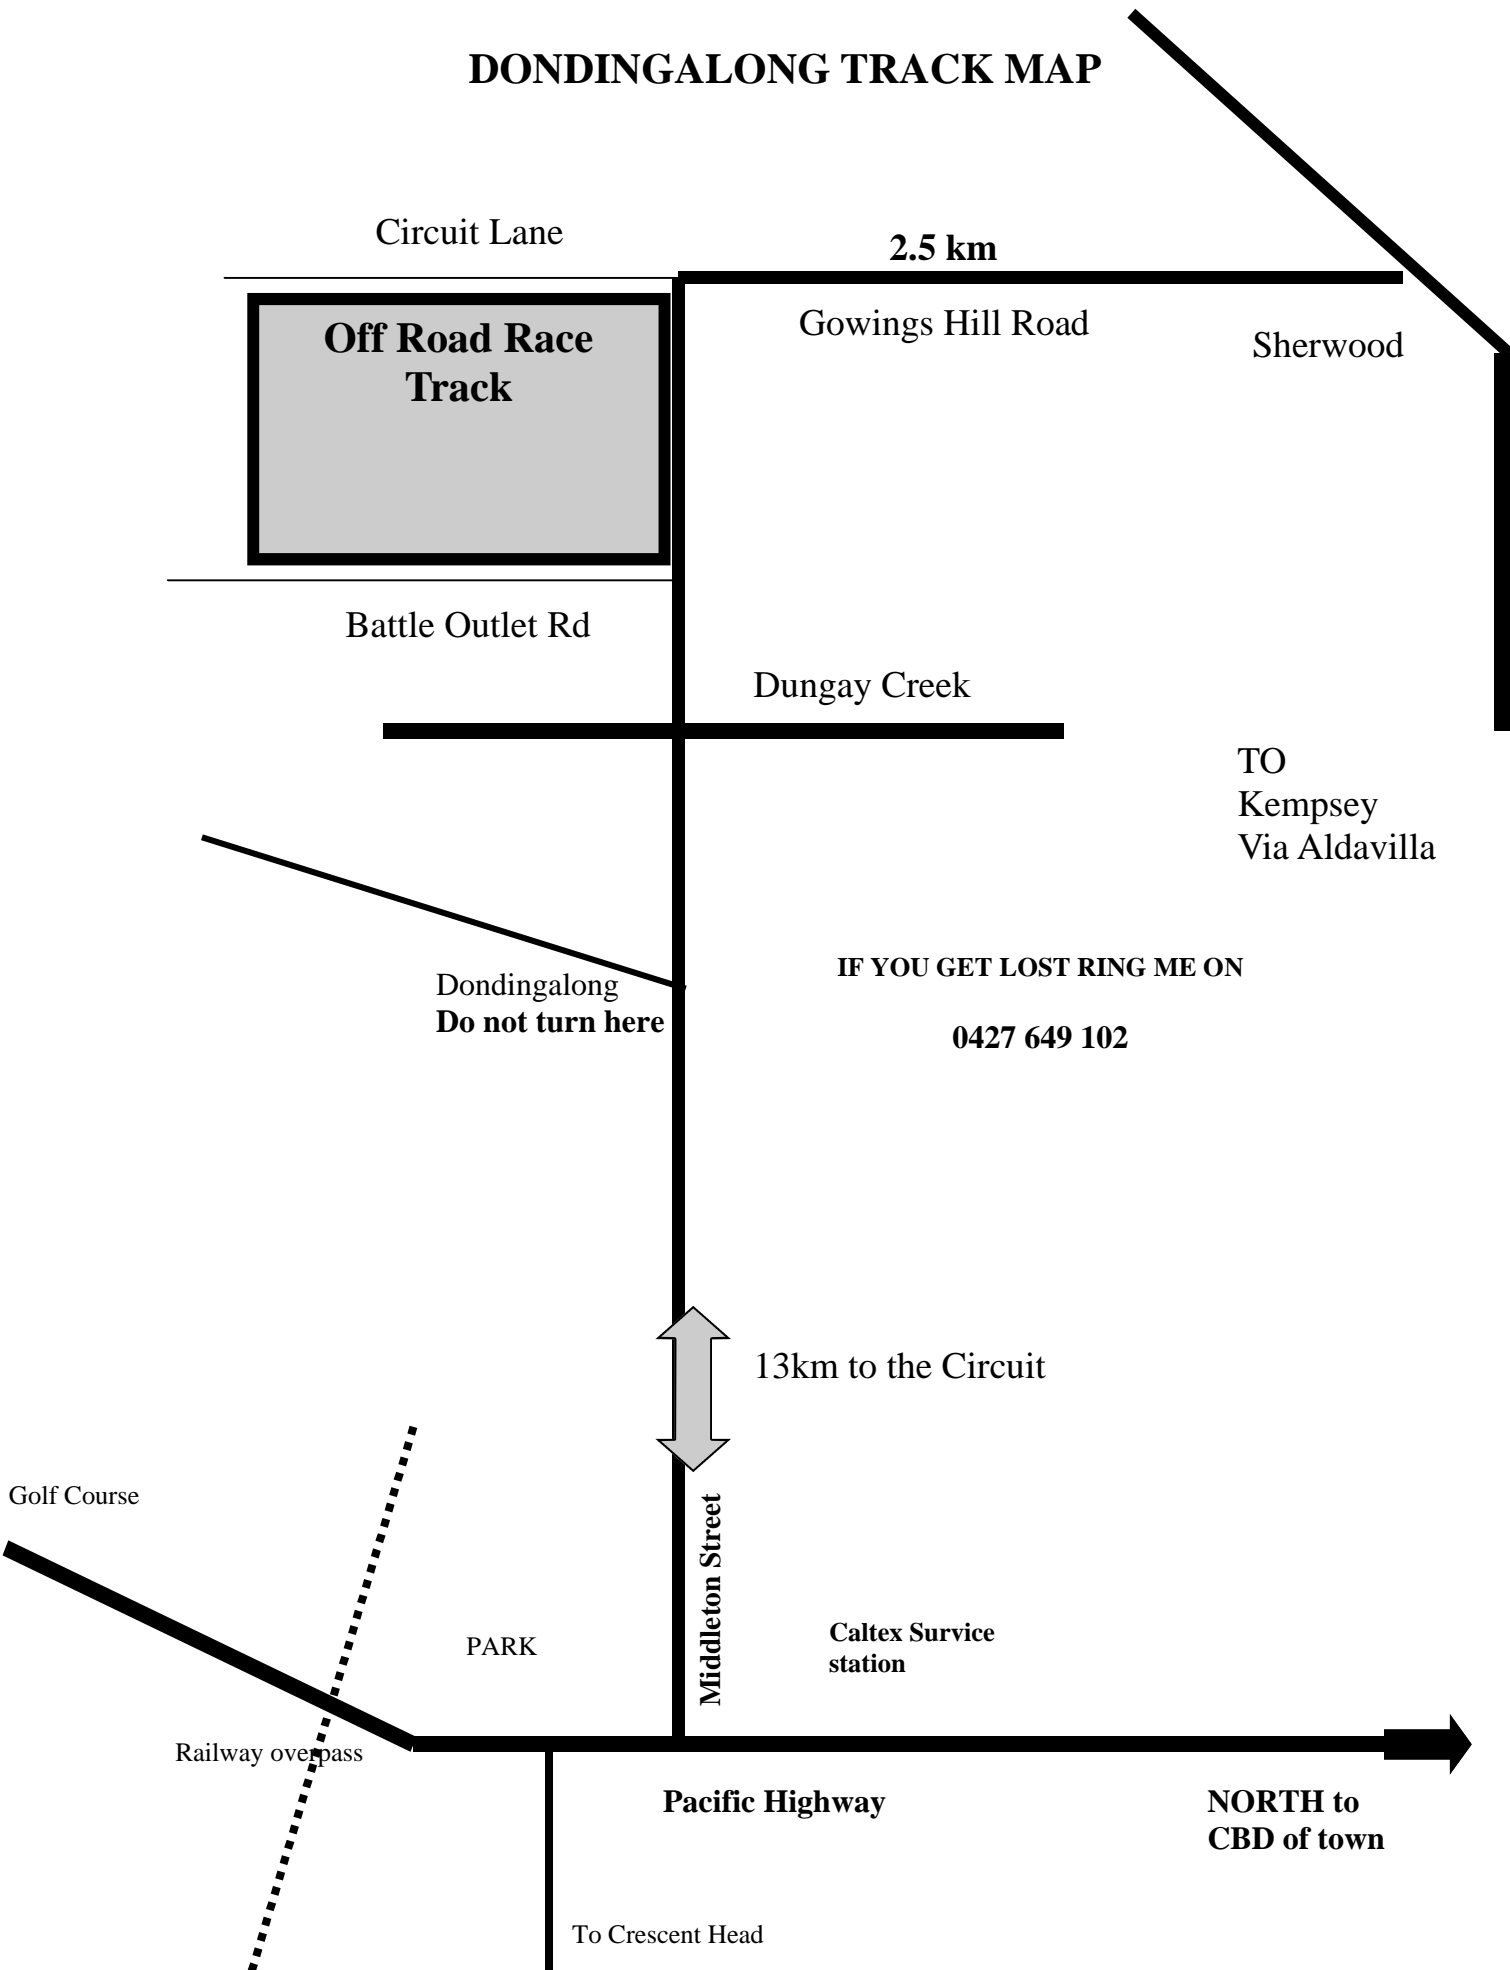 DONDINGALONG TRACK MAP
Circuit Lane
2.5 km
Off Road Race
Track
Gowings Hill Road
Sherwood
Battle Outlet Rd
Dungay Creek
TO
Kempsey
Via Aldavilla
IF YOU GET LOST RING ME ON
0427 649 102
Dondingalong
Do not turn here
13km to the Circuit
Golf Course
Middleton Street
PARK
Caltex Survice
station
Railway overpass
Pacific Highway
NORTH to
CBD of town
To Crescent Head